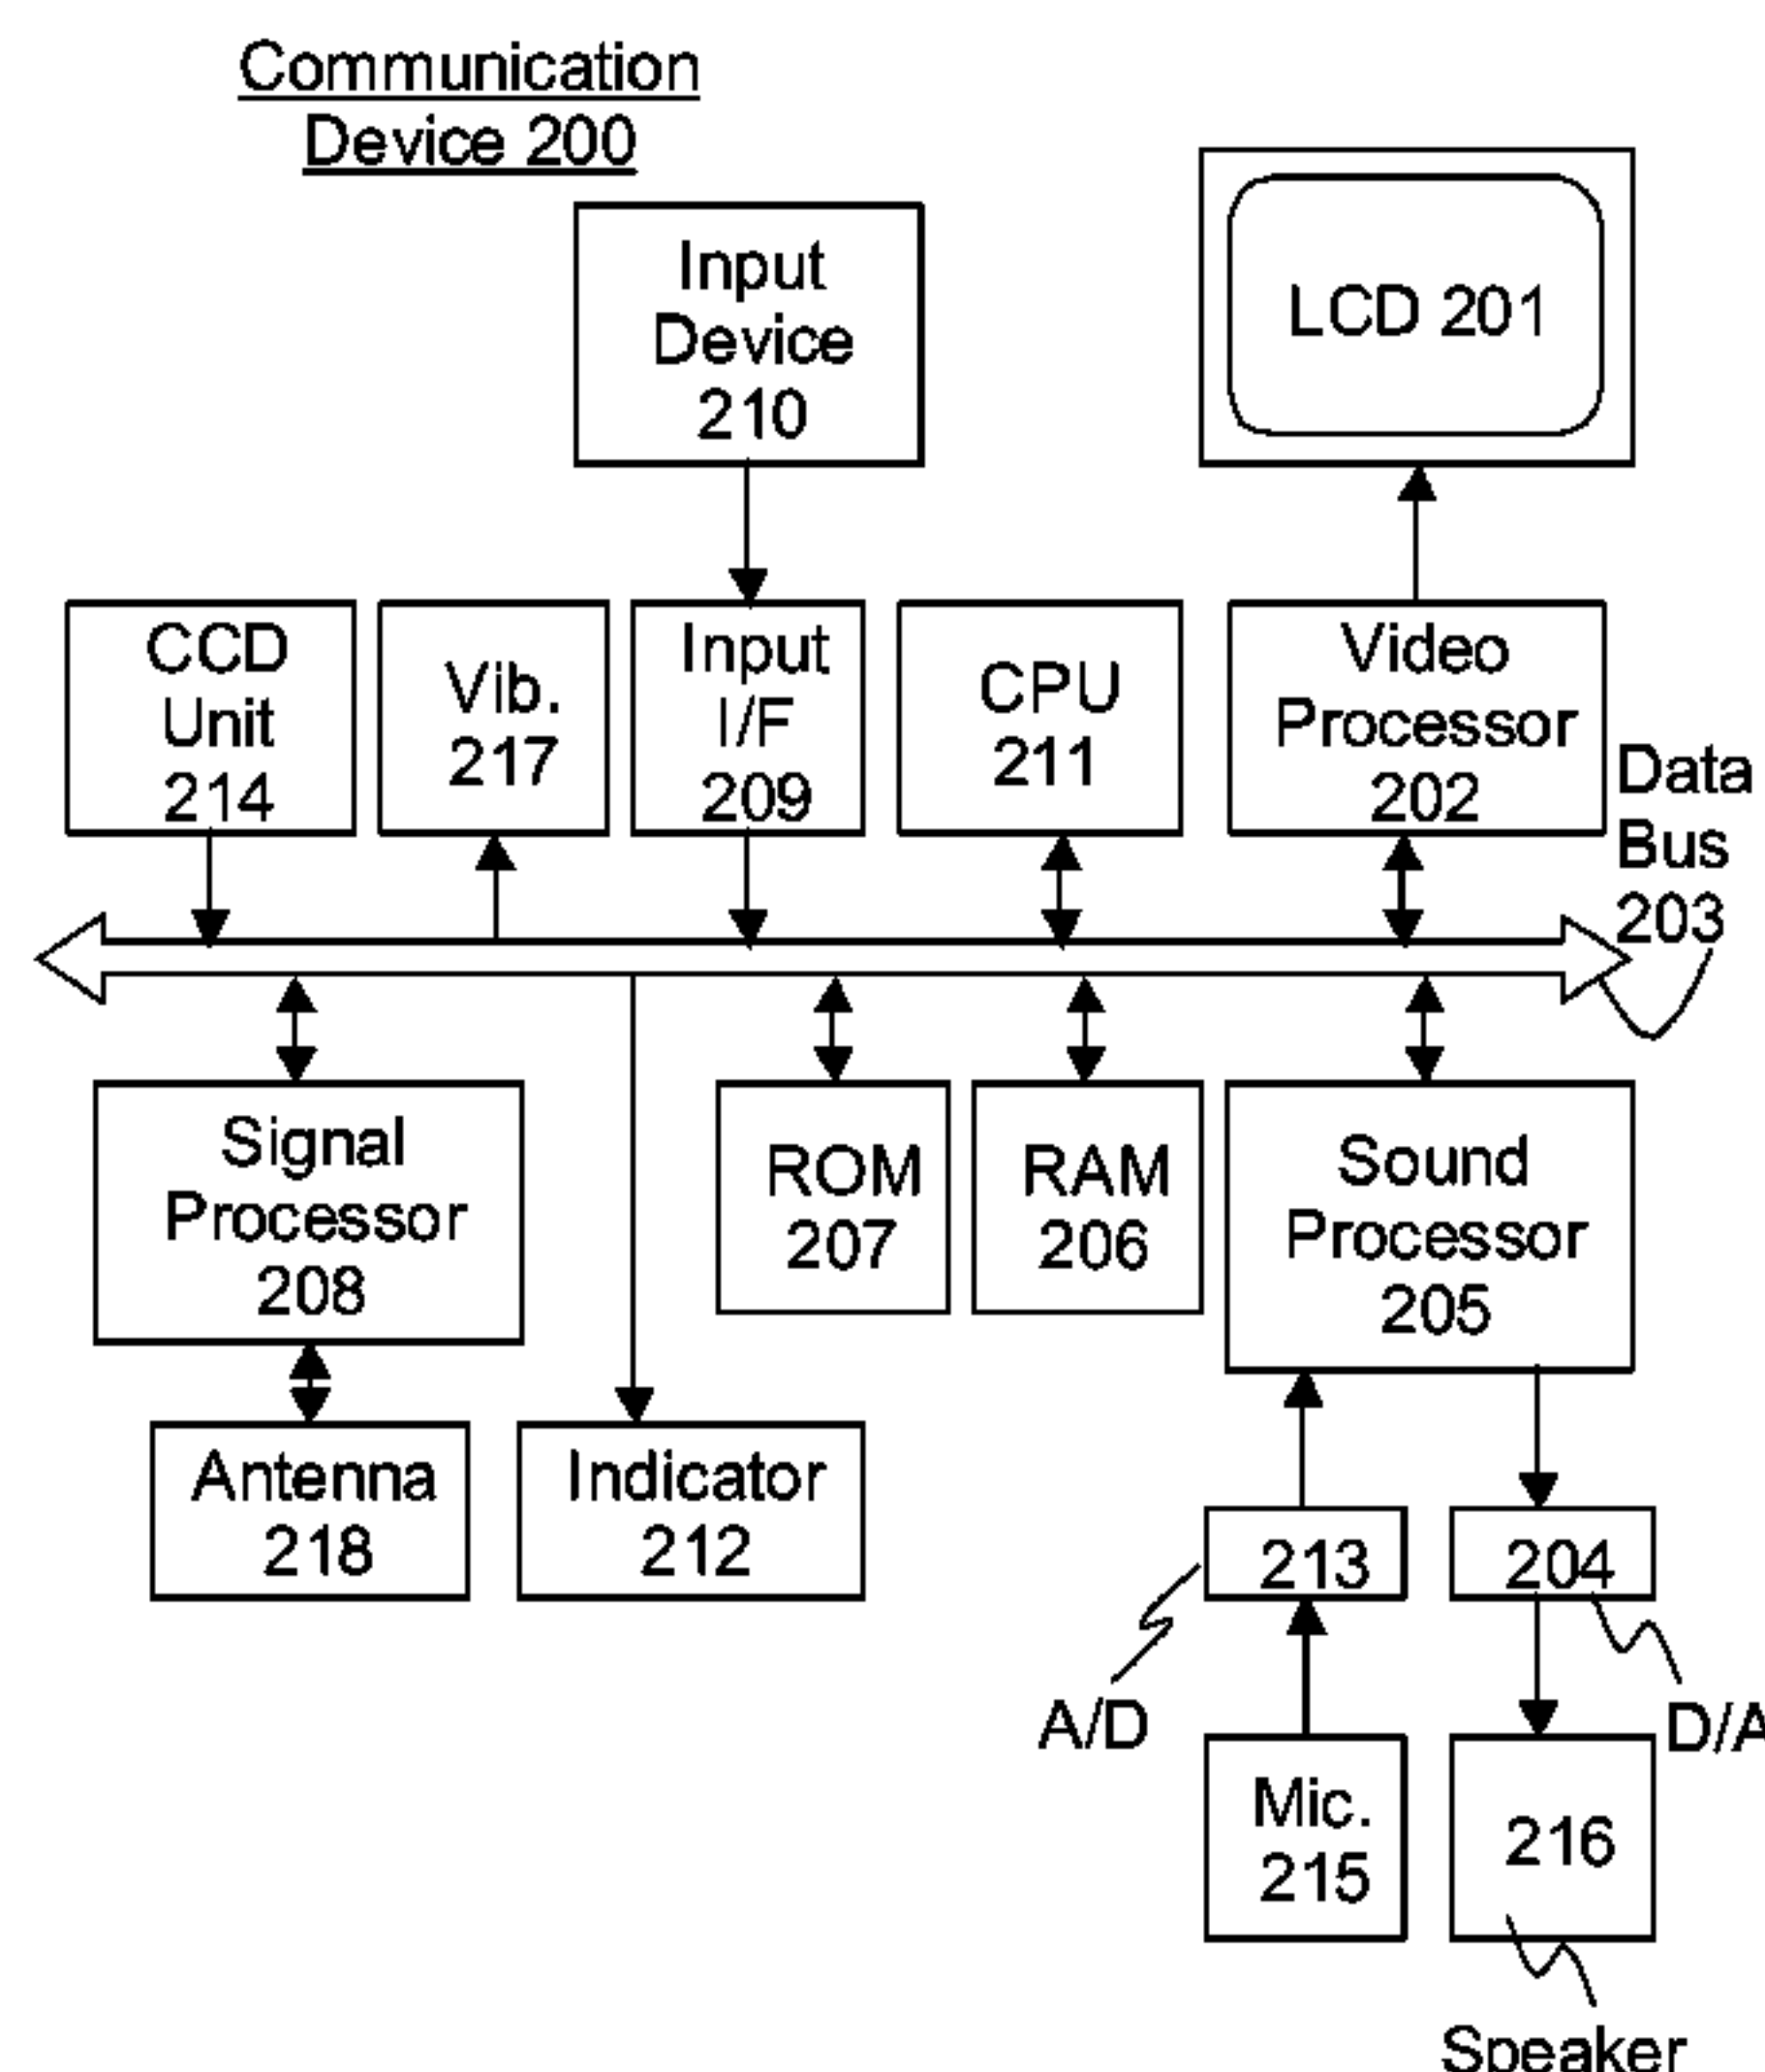 Communication
Device 200
Input
Device
210
LCD 201
CCD
Unit
214
Vib.
217
Input
I/F
209
CPU
211
Video
Processor
202
Data
Bus
203
Signal
Processor
208
ROM
207
RAM
206
Sound
Processor
205
Antenna
218
Indicator
212
213
204
A/D
D/A
Mic.
215
216
Speaker